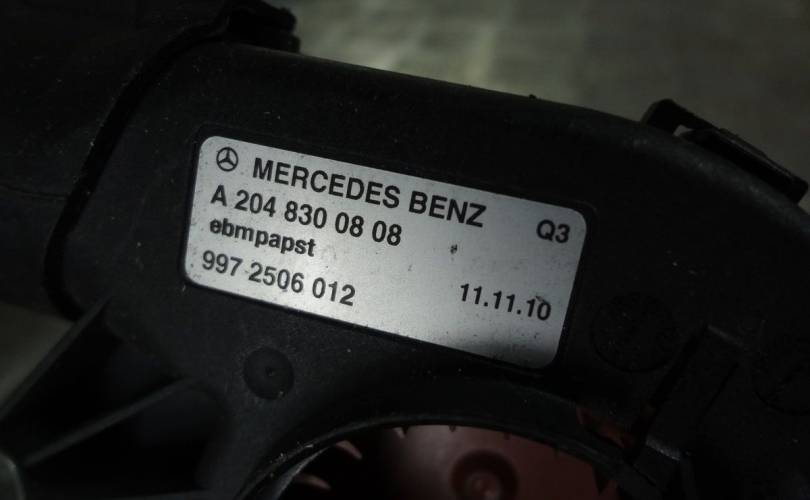 MERCEDES BENZ
A 204 830 08 08 Q3
ebmpapst
997 2506 012 11.11.10